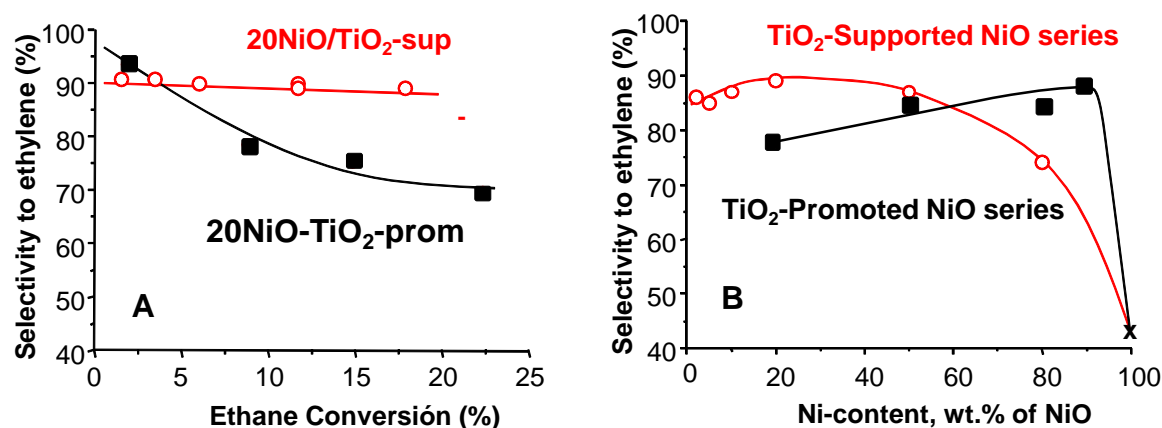 100
90
80
70
60
50
40
0
5
10
15
20
25
Selectivity to ethylene (%)
Ethane Conversión (%)
20NiO/TiO₂-sup
-
20NiO-TiO₂-prom
A
100
90
80
70
60
50
40
0
20
40
60
80
100
Selectivity to ethylene (%)
Ni-content, wt.% of NiO
TiO₂-Supported NiO series
TiO₂-Promoted NiO series
B
x